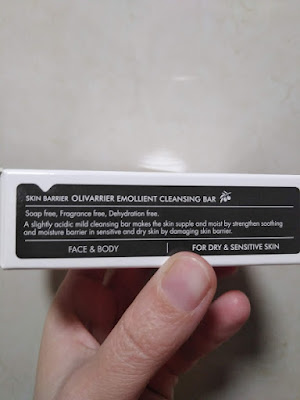 SKIN BARRIER OLIVARRIER EMOLLIENT CLEANSING BAR
Soap free, Fragrance free, Dehydration free.
A slightly acidic mild cleansing bar makes the skin supple and moist by strengthen soothing
and moisture barrier in sensitive and dry skin by damaging skin barrier.
FACE & BODY
FOR DRY & SENSITIVE SKIN